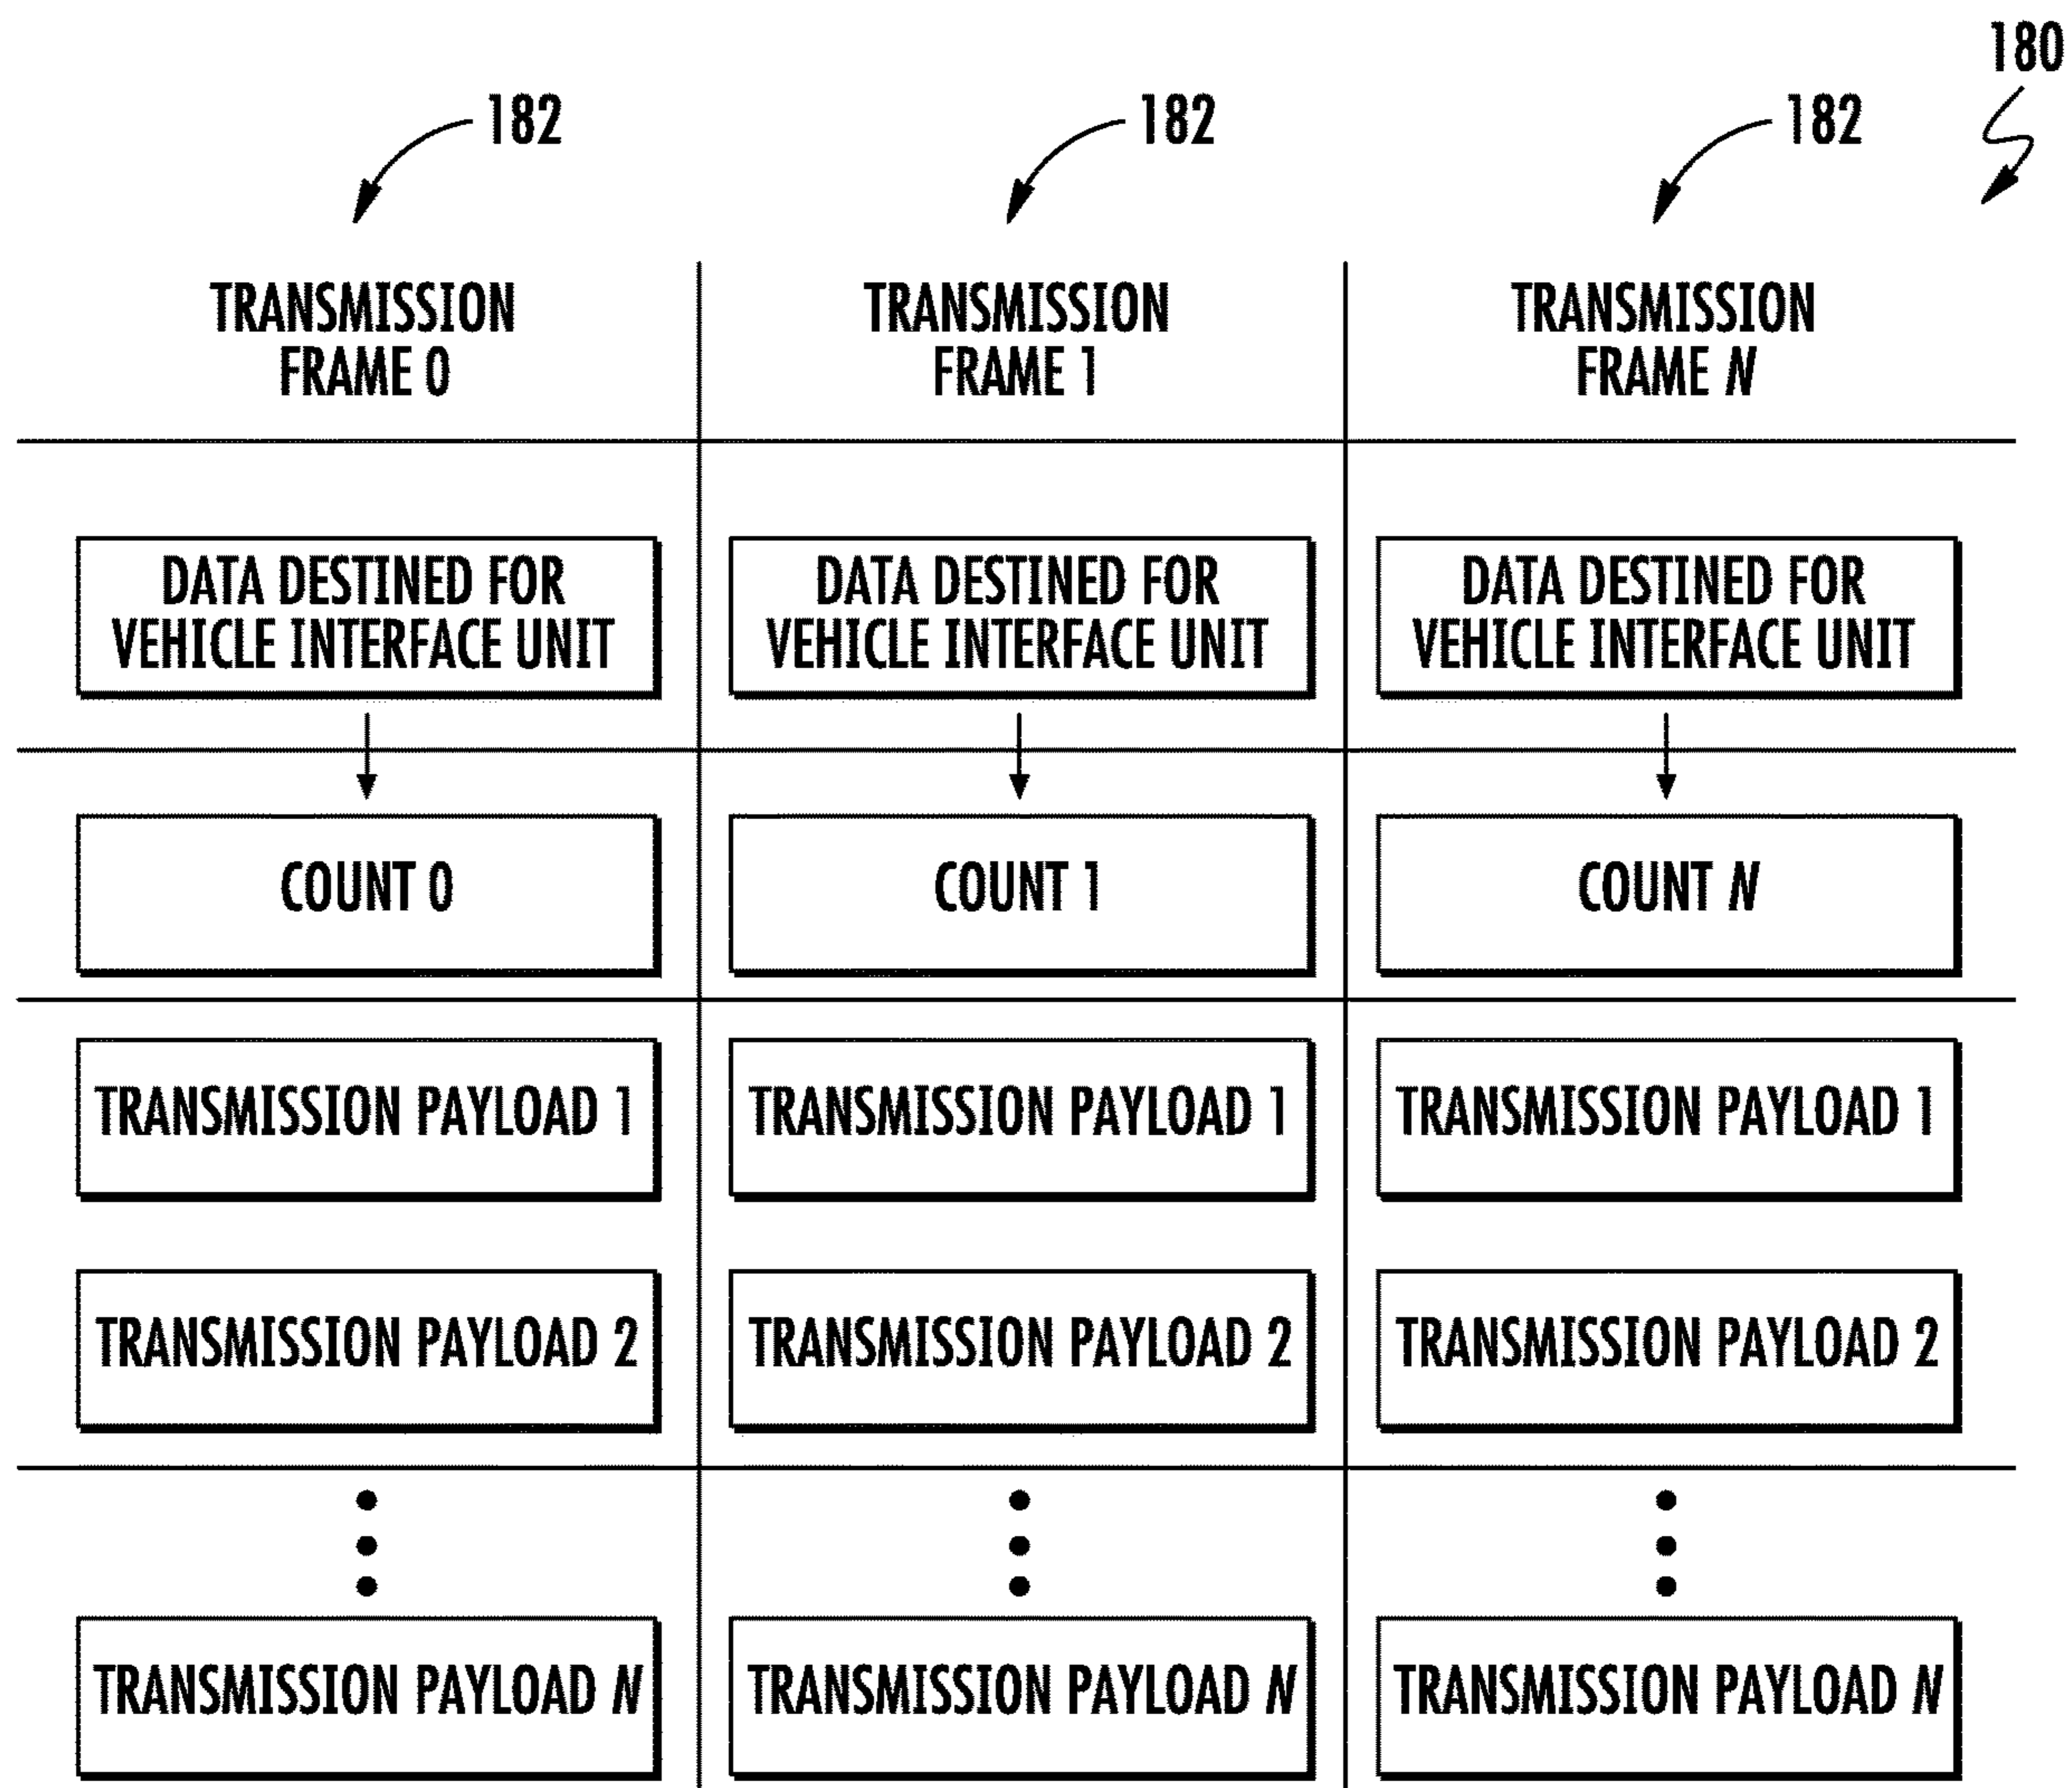 180
182
182
182
TRANSMISSION
FRAME 0
TRANSMISSION
FRAME 1
TRANSMISSION
FRAME N
DATA DESTINED FOR
VEHICLE INTERFACE UNIT
DATA DESTINED FOR
VEHICLE INTERFACE UNIT
DATA DESTINED FOR
VEHICLE INTERFACE UNIT
COUNT 0
COUNT 1
COUNT N
TRANSMISSION PAYLOAD 1
TRANSMISSION PAYLOAD 1
TRANSMISSION PAYLOAD 1
TRANSMISSION PAYLOAD 2
TRANSMISSION PAYLOAD 2
TRANSMISSION PAYLOAD 2
TRANSMISSION PAYLOAD N
TRANSMISSION PAYLOAD N
TRANSMISSION PAYLOAD N